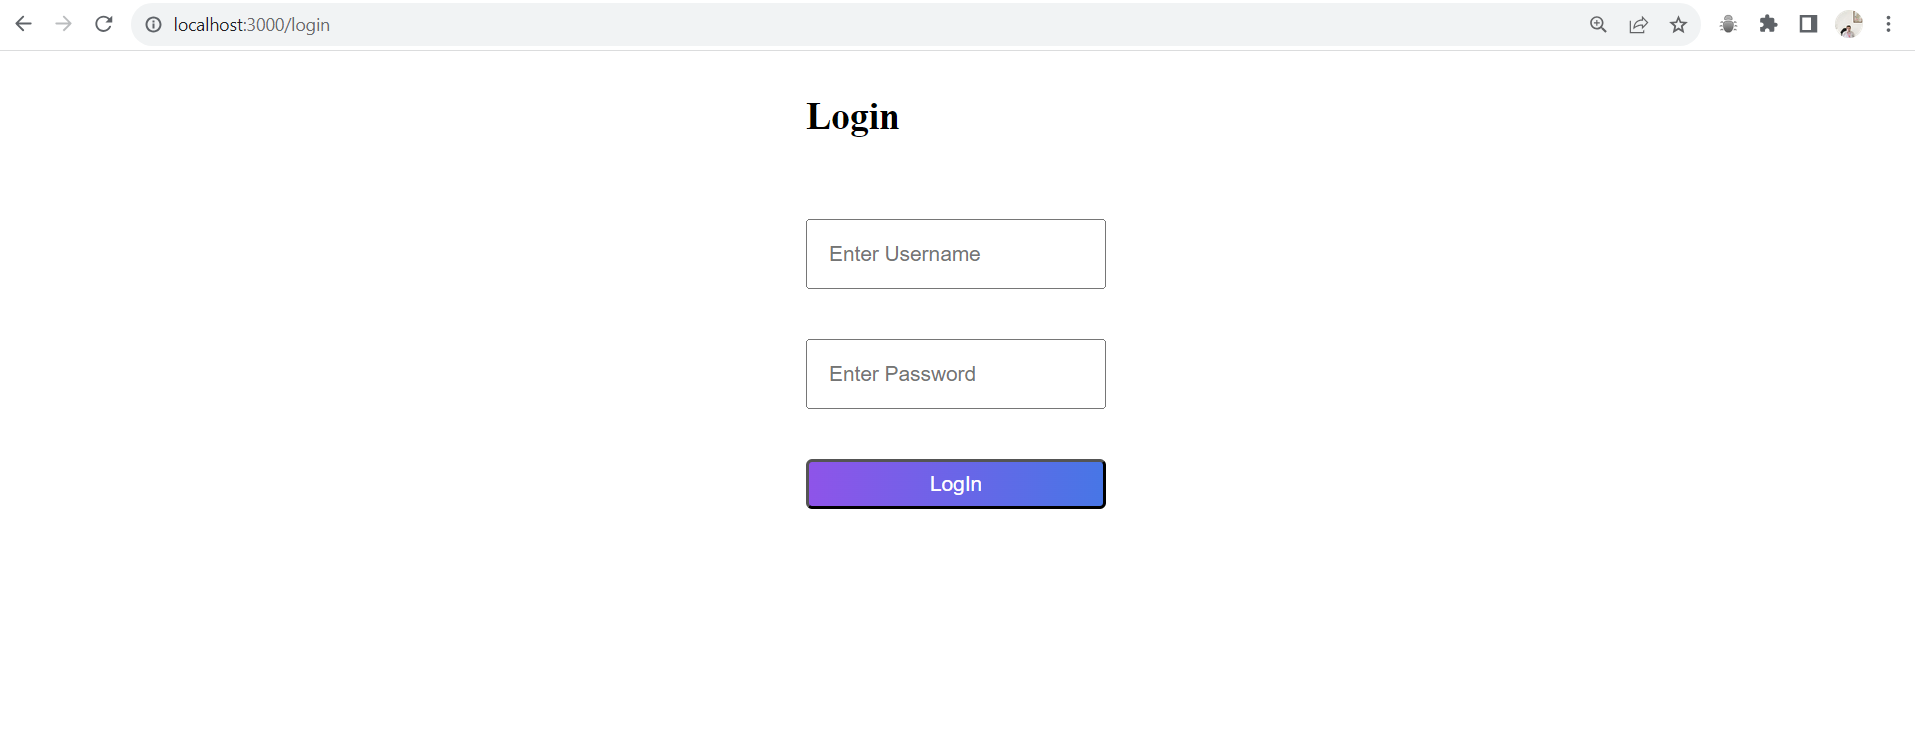 localhost:3000/login
Login
Enter Username
Enter Password
LogIn